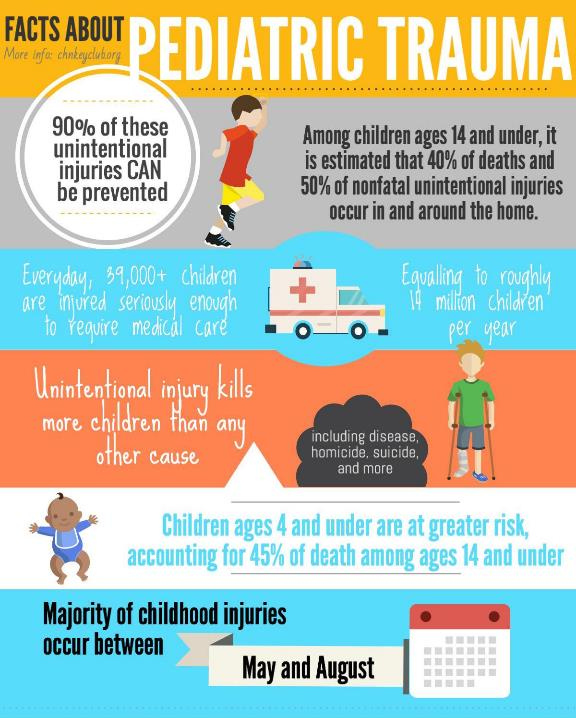 FACTS ABOUT
More info: chnkeyclub.org
PEDIATRIC TRAUMA
90% of these
unintentional
injuries CAN
be prevented
Among children ages 14 and under, it
is estimated that 40% of deaths and
50% of nonfatal unintentional injuries
occur in and around the home.
Everyday, 39,000+ children
are injured seriously enough
to require medical care
Equalling to roughly
14 million children
per year
Unintentional injury kills
more children than any
other cause
including disease,
homicide, suicide,
and more
Children ages 4 and under are at greater risk,
accounting for 45% of death among ages 14 and under
Majority of childhood injuries
occur between
May and August